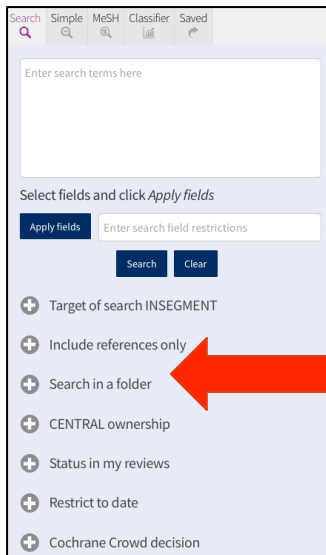 Search Simple MeSH Classifier Saved
Enter search terms here
Select fields and click Apply fields
Apply fields Enter search field restrictions
Search Clear
Target of search INSEGMENT
Include references only
Search in a folder
CENTRAL ownership
Status in my reviews
Restrict to date
Cochrane Crowd decision